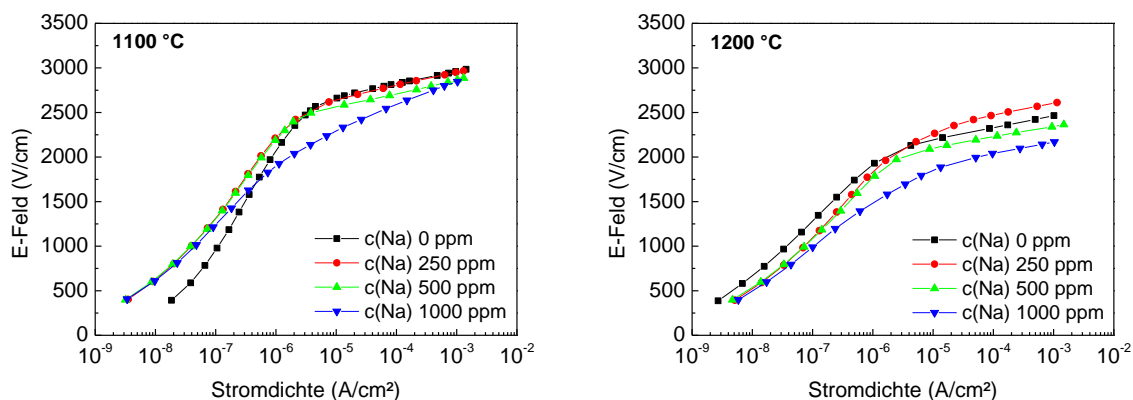 1100 °C
E-Feld (V/cm)
3500
3000
2500
2000
1500
1000
500
0
c(Na) 0 ppm
c(Na) 250 ppm
c(Na) 500 ppm
c(Na) 1000 ppm
10⁻⁹ 10⁻⁸ 10⁻⁷ 10⁻⁶ 10⁻⁵ 10⁻⁴ 10⁻³ 10⁻²
Stromdichte (A/cm²)
1200 °C
E-Feld (V/cm)
3500
3000
2500
2000
1500
1000
500
0
c(Na) 0 ppm
c(Na) 250 ppm
c(Na) 500 ppm
c(Na) 1000 ppm
10⁻⁹ 10⁻⁸ 10⁻⁷ 10⁻⁶ 10⁻⁵ 10⁻⁴ 10⁻³ 10⁻²
Stromdichte (A/cm²)